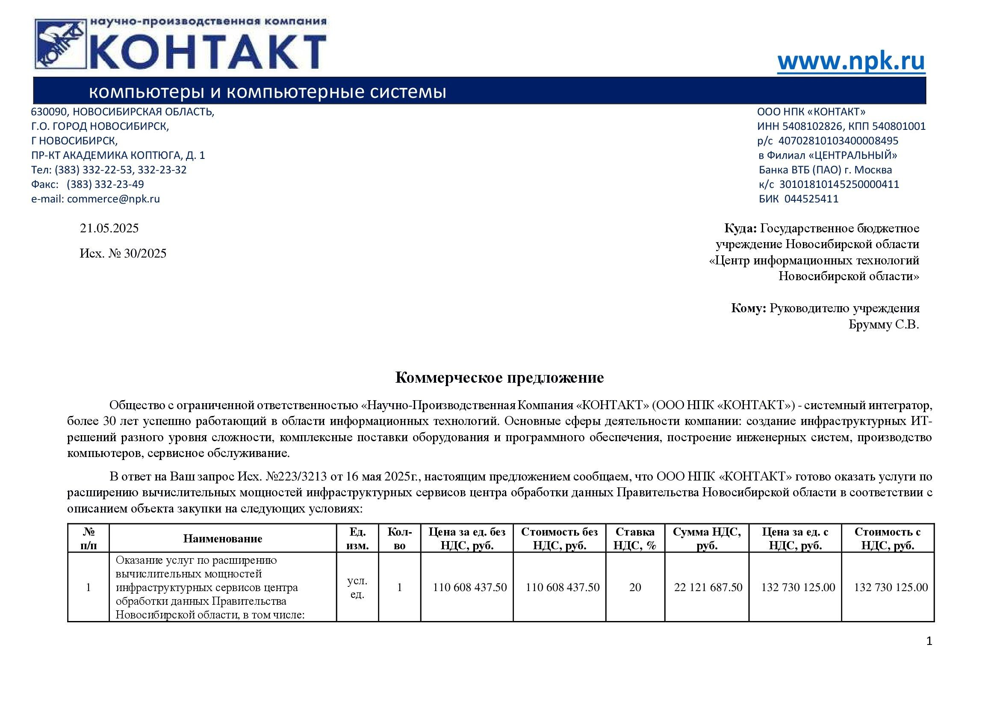 научно-производственная компания
КОНТАКТ
КОНТАКТ
www.npk.ru
компьютеры и компьютерные системы
630090, НОВОСИБИРСКАЯ ОБЛАСТЬ,
Г.О. ГОРОД НОВОСИБИРСК,
Г НОВОСИБИРСК,
ПР-КТ АКАДЕМИКА КОПТЮГА, Д. 1
Тел: (383) 332-22-53, 332-23-32
Факс: (383) 332-23-49
e-mail: commerce@npk.ru
ООО НПК «КОНТАКТ»
ИНН 5408102826, КПП 540801001
р/с 40702810103400008495
в Филиал «ЦЕНТРАЛЬНЫЙ»
Банка ВТБ (ПАО) г. Москва
к/с 30101810145250000411
БИК 044525411
21.05.2025
Исх. № 30/2025
Куда: Государственное бюджетное
учреждение Новосибирской области
«Центр информационных технологий
Новосибирской области»
Кому: Руководителю учреждения
Брумму С.В.
Коммерческое предложение
Общество с ограниченной ответственностью «Научно-Производственная Компания «КОНТАКТ» (ООО НПК «КОНТАКТ») - системный интегратор,
более 30 лет успешно работающий в области информационных технологий. Основные сферы деятельности компании: создание инфраструктурных ИТ-
решений разного уровня сложности, комплексные поставки оборудования и программного обеспечения, построение инженерных систем, производство
компьютеров, сервисное обслуживание.
В ответ на Ваш запрос Исх. №223/3213 от 16 мая 2025г., настоящим предложением сообщаем, что ООО НПК «КОНТАКТ» готово оказать услуги по
расширению вычислительных мощностей инфраструктурных сервисов центра обработки данных Правительства Новосибирской области в соответствии с
описанием объекта закупки на следующих условиях:
№ п/п Наименование Ед. изм. Кол-во Цена за ед. без НДС, руб. Стоимость без НДС, руб. Ставка НДС, % Сумма НДС, руб. Цена за ед. с НДС, руб. Стоимость с НДС, руб.
1
Оказание услуг по расширению
вычислительных мощностей
инфраструктурных сервисов центра
обработки данных Правительства
Новосибирской области, в том числе:
усл.
ед.
1 110 608 437.50 110 608 437.50 20 22 121 687.50 132 730 125.00 132 730 125.00
1